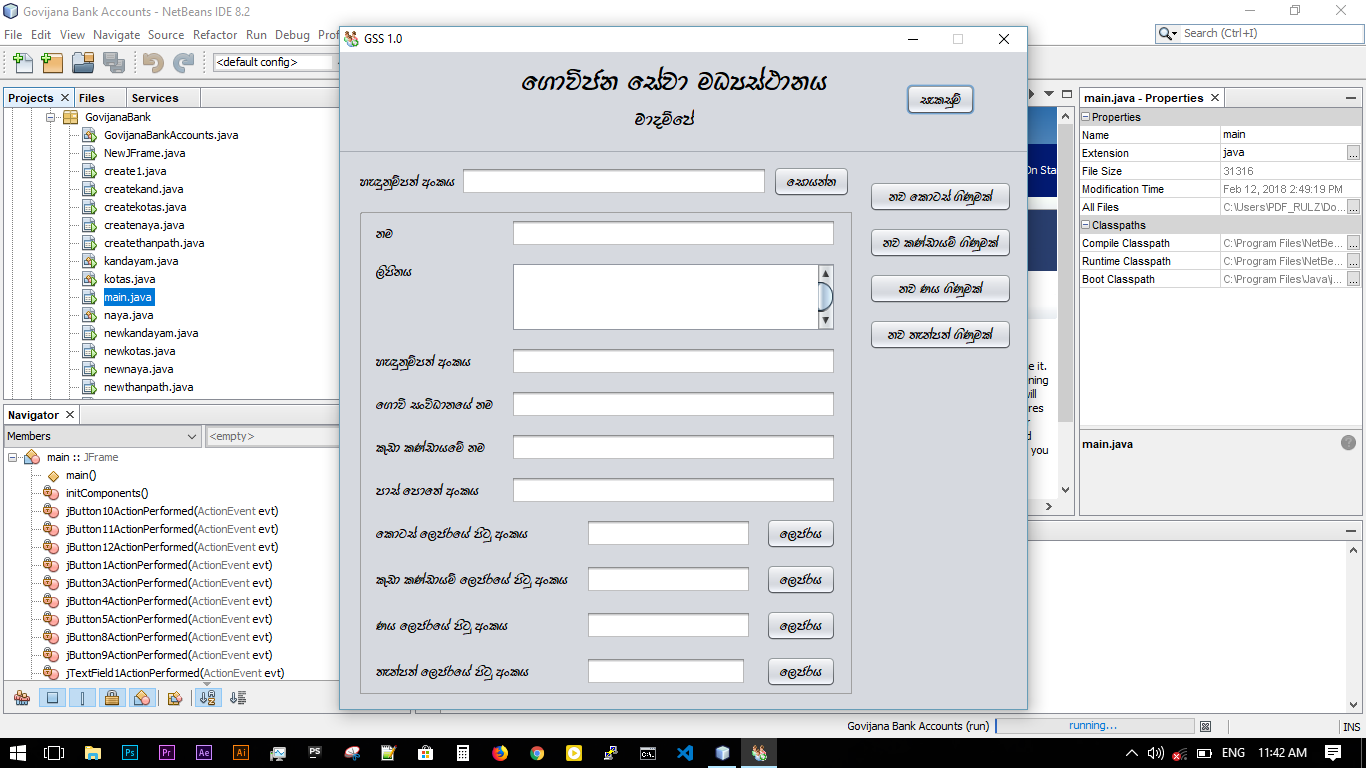 Govijana Bank Accounts - NetBeans IDE 8.2
File Edit View Navigate Source Refactor Run Debug
Search (Ctrl+I)
<default config>
GSS 1.0
ගොවිජන සේවා මධ්‍යස්ථානය
මාදම්පේ
සැකසුම්
හැඳුනුම්පත් අංකය
සොයන්න
නව කොටස් ගිණුමක්
නව කණ්ඩායම් ගිණුමක්
නව ණය ගිණුමක්
නව තැන්පත් ගිණුමක්
නම
ලිපිනය
හැඳුනුම්පත් අංකය
ගොවි සංවිධානයේ නම
කුඩා කණ්ඩායමේ නම
පාස් පොතේ අංකය
කොටස් ලෙජරයේ පිටු අංකය
ලෙජරය
කුඩා කණ්ඩායම් ලෙජරයේ පිටු අංකය
ලෙජරය
ණය ලෙජරයේ පිටු අංකය
ලෙජරය
තැන්පත් ලෙජරයේ පිටු අංකය
ලෙජරය
Projects Files Services
GovijanaBank
GovijanaBankAccounts.java
NewJFrame.java
create1.java
createkand.java
createkotas.java
createnaya.java
createthanpath.java
kandayam.java
kotas.java
main.java
naya.java
newkandayam.java
newkotas.java
newnaya.java
newthanpath.java
Navigator
Members
<empty>
main :: JFrame
main()
initComponents()
jButton10ActionPerformed(ActionEvent evt)
jButton11ActionPerformed(ActionEvent evt)
jButton12ActionPerformed(ActionEvent evt)
jButton1ActionPerformed(ActionEvent evt)
jButton3ActionPerformed(ActionEvent evt)
jButton4ActionPerformed(ActionEvent evt)
jButton5ActionPerformed(ActionEvent evt)
jButton8ActionPerformed(ActionEvent evt)
jButton9ActionPerformed(ActionEvent evt)
jTextField1ActionPerformed(ActionEvent evt)
On Sta
e it.
you
main.java - Properties
Properties
Name main
Extension java
File Size 31316
Modification Time Feb 12, 2018 2:49:19 PM
All Files C:\Users\PDF_RULZ\Do...
Classpaths
Compile Classpath C:\Program Files\NetBe...
Runtime Classpath C:\Program Files\NetBe...
Boot Classpath C:\Program Files\Java\j...
main.java
Govijana Bank Accounts (run) running... INS
Ps Pr Ae Ai PS
ENG 11:42 AM